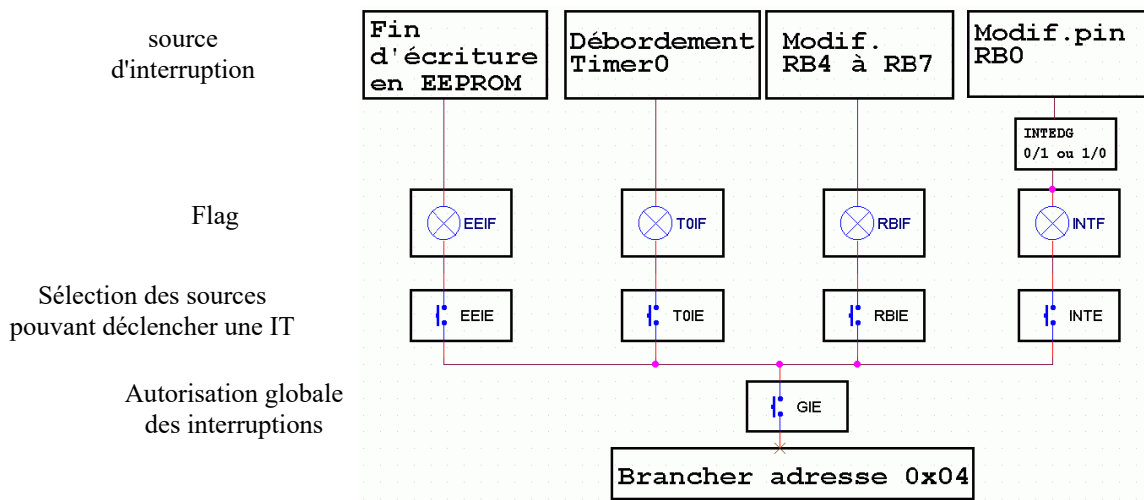 source
d'interruption
Fin
d'écriture
en EEPROM
Débordement
Timer0
Modif.
RB4 à RB7
Modif.pin
RB0
INTEDG
0/1 ou 1/0
Flag
EEIF
T0IF
RBIF
INTF
Sélection des sources
pouvant déclencher une IT
EEIE
T0IE
RBIE
INTE
Autorisation globale
des interruptions
GIE
Brancher adresse 0x04